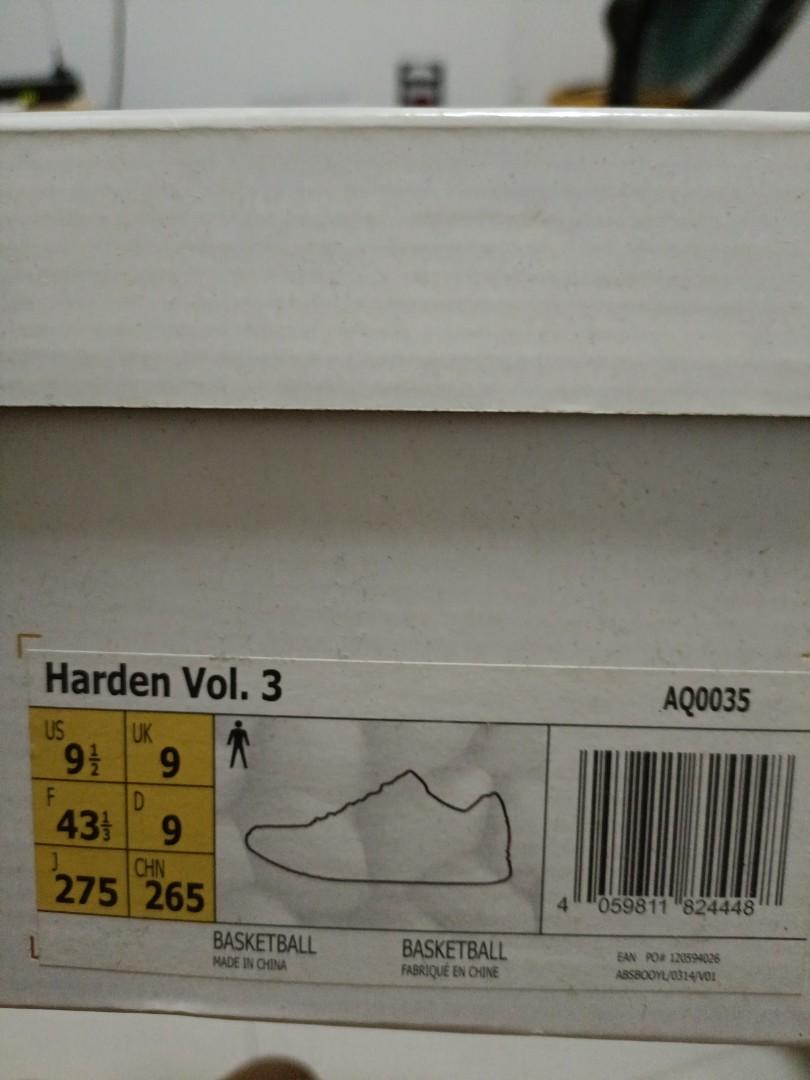 Harden Vol. 3
AQ0035
US 9½
UK 9
F 43⅓
D 9
J 275
CHN 265
4 059811 824448
BASKETBALL
MADE IN CHINA
BASKETBALL
FABRIQUÉ EN CHINE
EAN PO# 120594026
ABSBOOYL/0314/V01